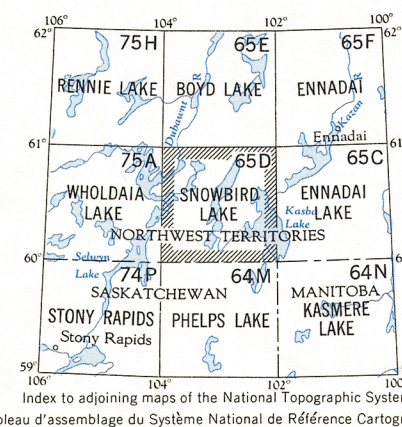 106° 104° 102° 100°
62° 62°
75H 65E 65F
RENNIE LAKE BOYD LAKE ENNADAI
Dubawnt R
Kazan R
Ennadai
61° 61°
75A 65D 65C
WHOLDAIA LAKE
SNOWBIRD LAKE
ENNADAI LAKE
Kasba Lake
NORTHWEST TERRITORIES
60° 60°
Selwyn Lake
74P 64M 64N
SASKATCHEWAN MANITOBA
STONY RAPIDS PHELPS LAKE KASMERE LAKE
Stony Rapids
59°
106° 104° 102° 100°
Index to adjoining maps of the National Topographic Syste
bleau d'assemblage du Système National de Référence Cartog